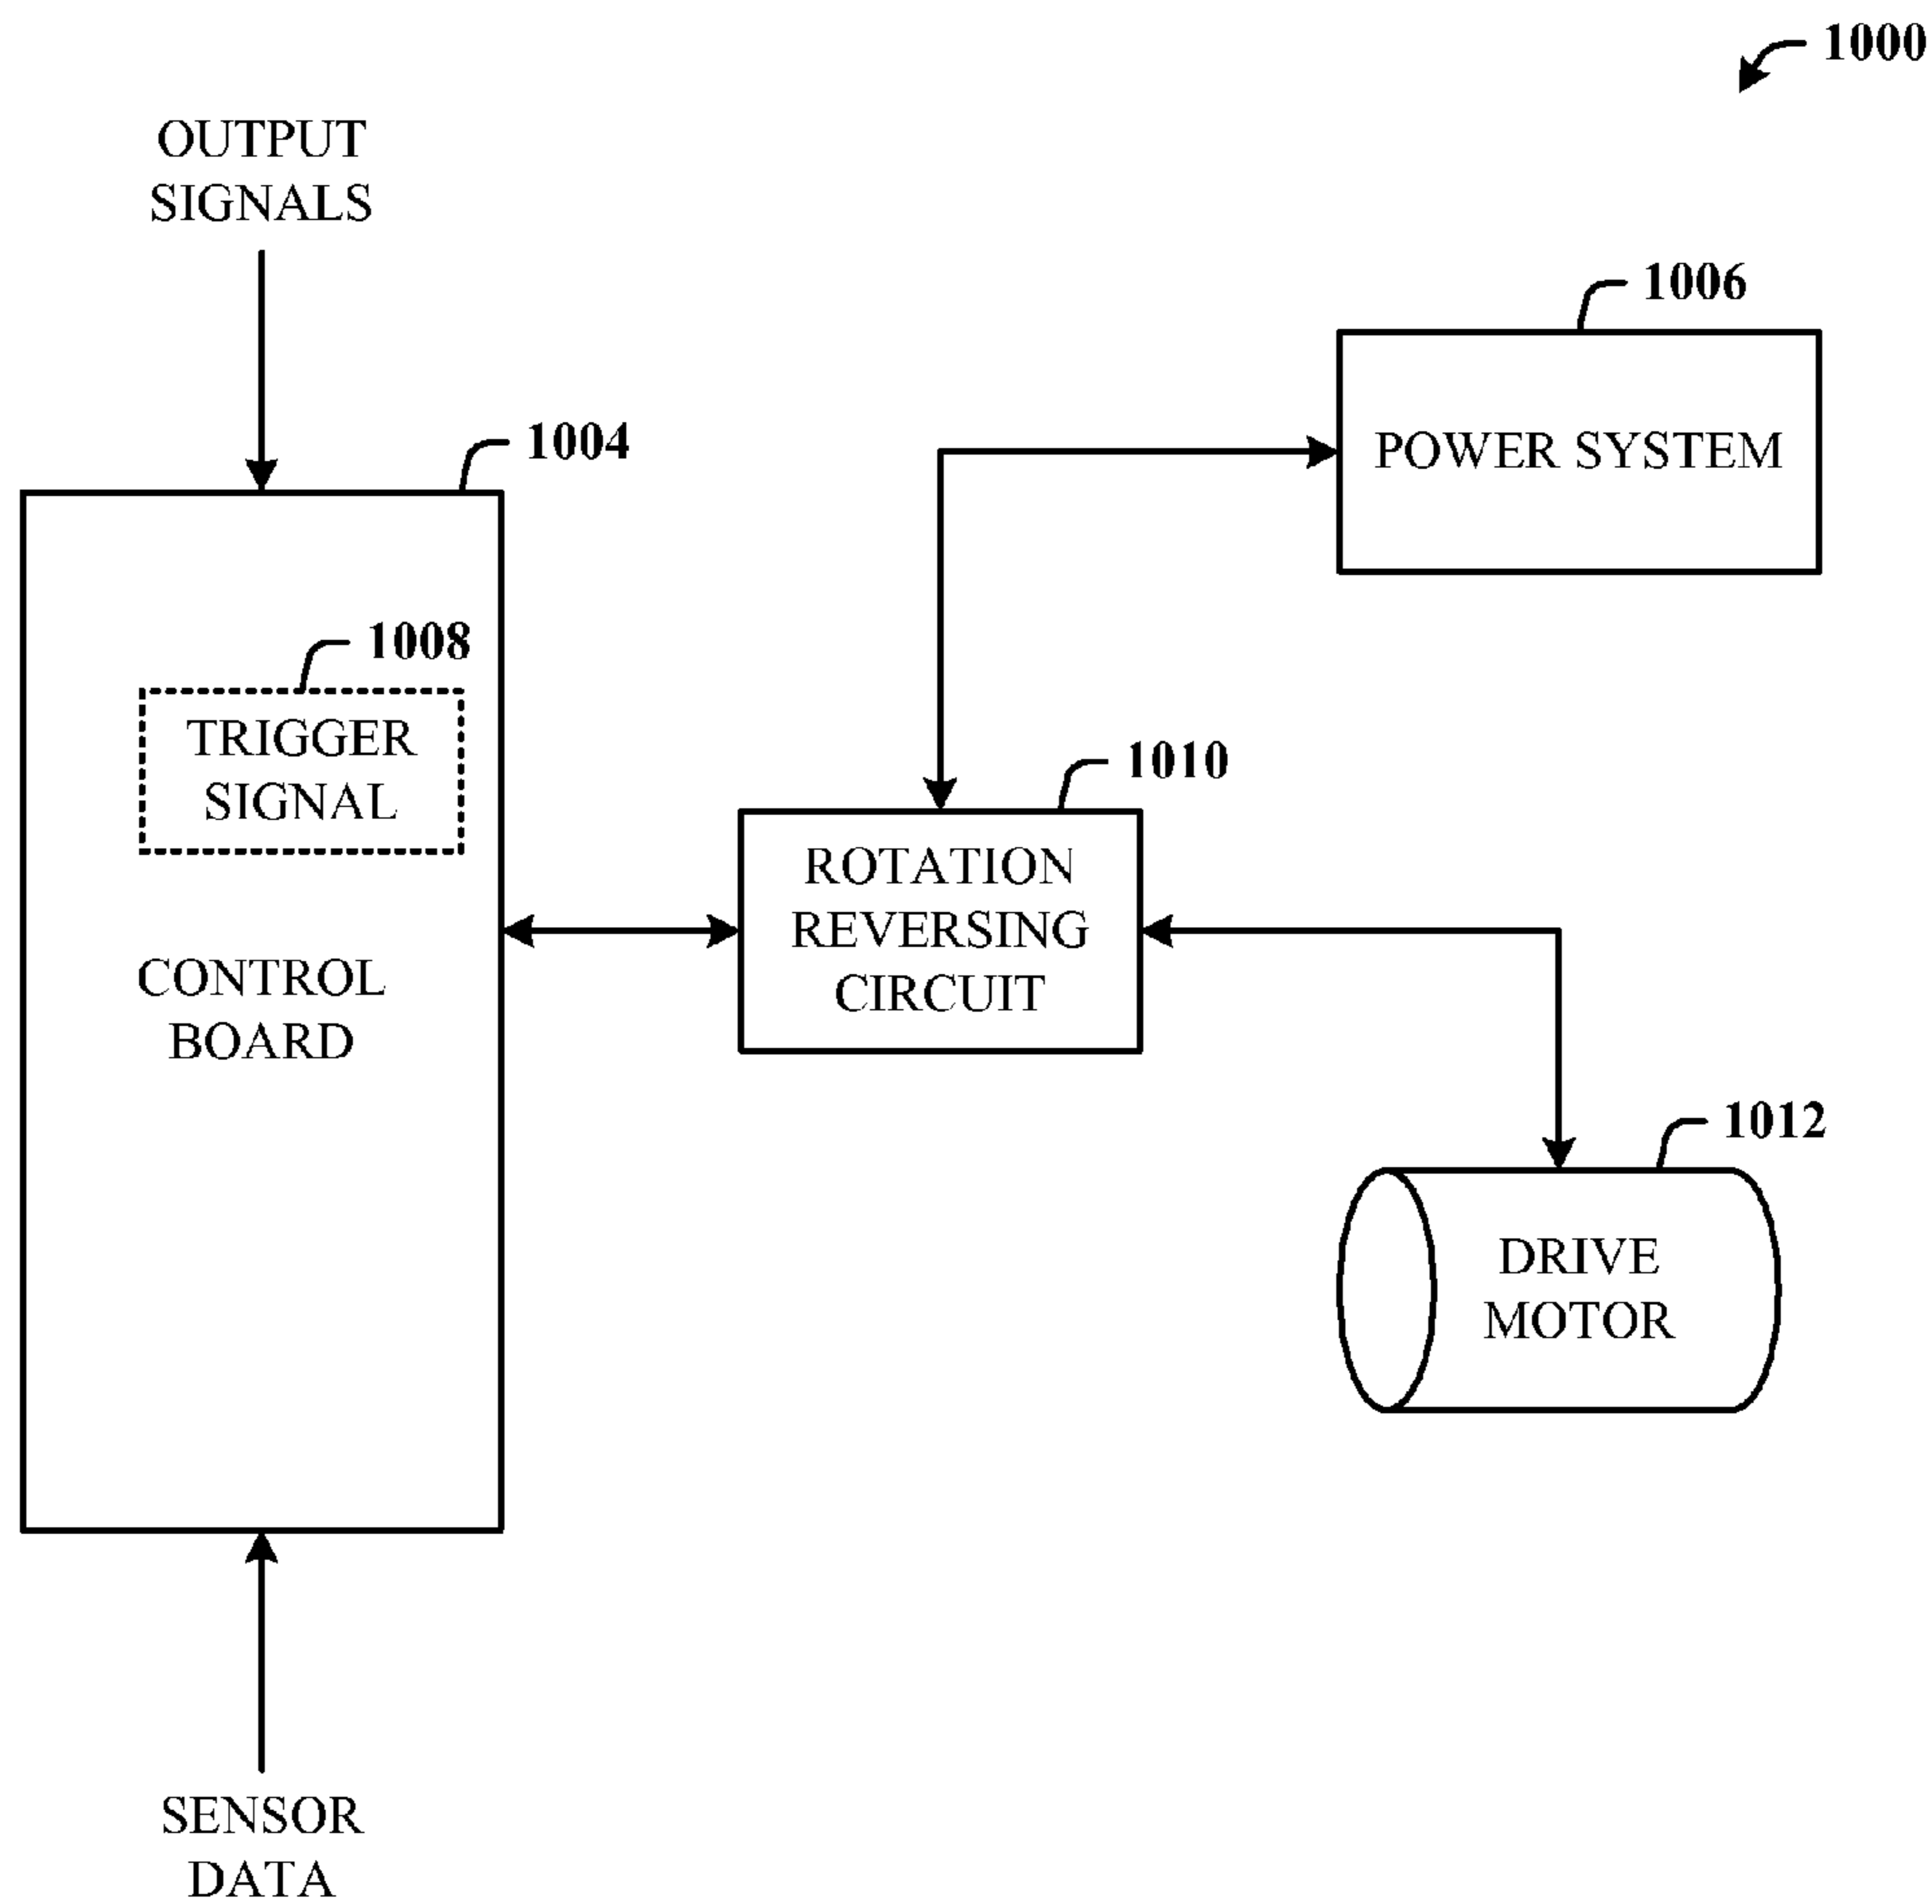 1000
OUTPUT
SIGNALS
1006
POWER SYSTEM
1004
1008
TRIGGER
SIGNAL
CONTROL
BOARD
1010
ROTATION
REVERSING
CIRCUIT
1012
DRIVE
MOTOR
SENSOR
DATA